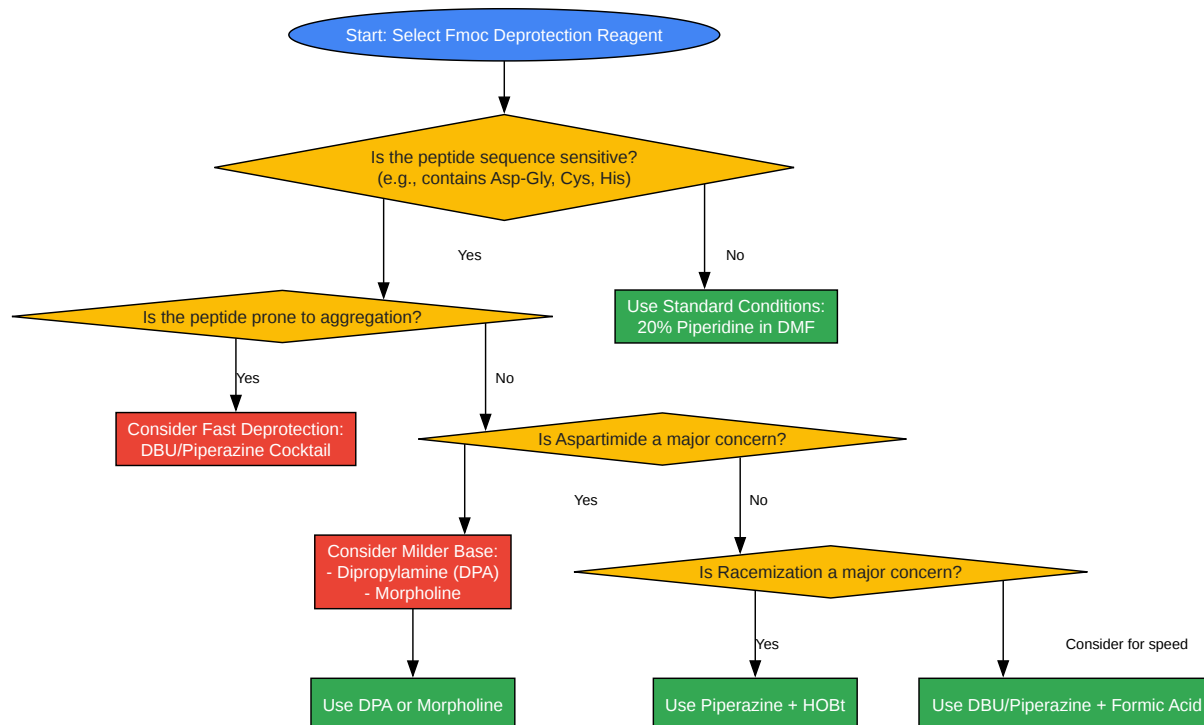 Start: Select Fmoc Deprotection Reagent
Is the peptide sequence sensitive?
(e.g., contains Asp-Gly, Cys, His)
Yes
No
Is the peptide prone to aggregation?
Use Standard Conditions:
20% Piperidine in DMF
Yes
No
Consider Fast Deprotection:
DBU/Piperazine Cocktail
Is Aspartimide a major concern?
Yes
No
Consider Milder Base:
- Dipropylamine (DPA)
- Morpholine
Is Racemization a major concern?
Yes
Consider for speed
Use DPA or Morpholine
Use Piperazine + HOBt
Use DBU/Piperazine + Formic Acid